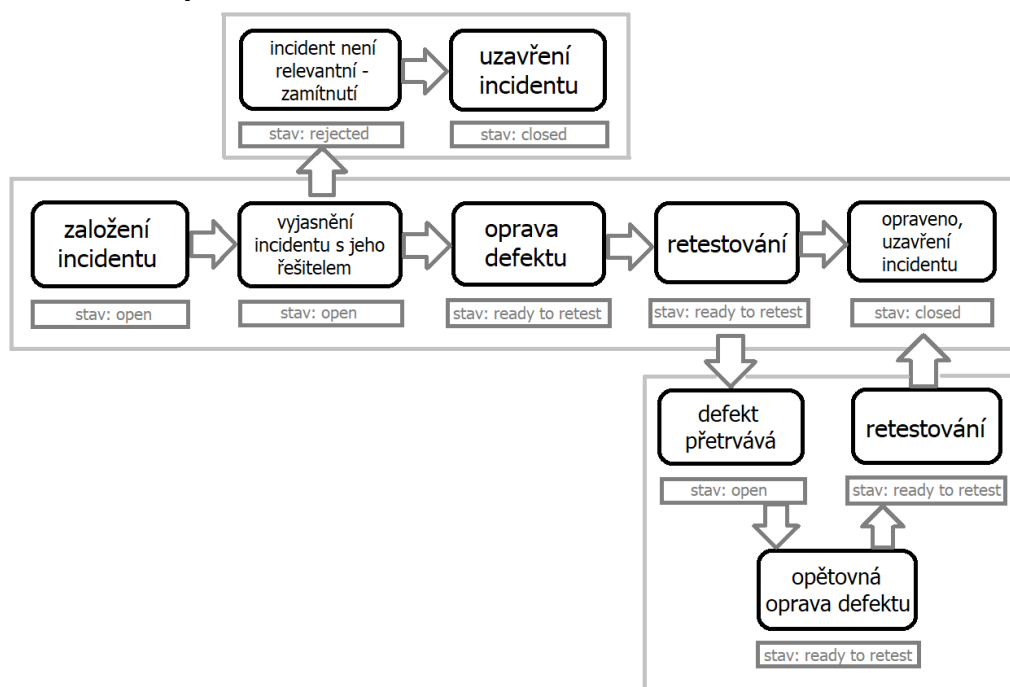 incident není
relevantní -
zamítnutí
uzavření
incidentu
stav: rejected
stav: closed
založení
incidentu
vyjasnění
incidentu s jeho
řešitelem
oprava
defektu
retestování
opraveno,
uzavření
incidentu
stav: open
stav: open
stav: ready to retest
stav: ready to retest
stav: closed
defekt
přetrvává
retestování
stav: open
stav: ready to retest
opětovná
oprava defektu
stav: ready to retest